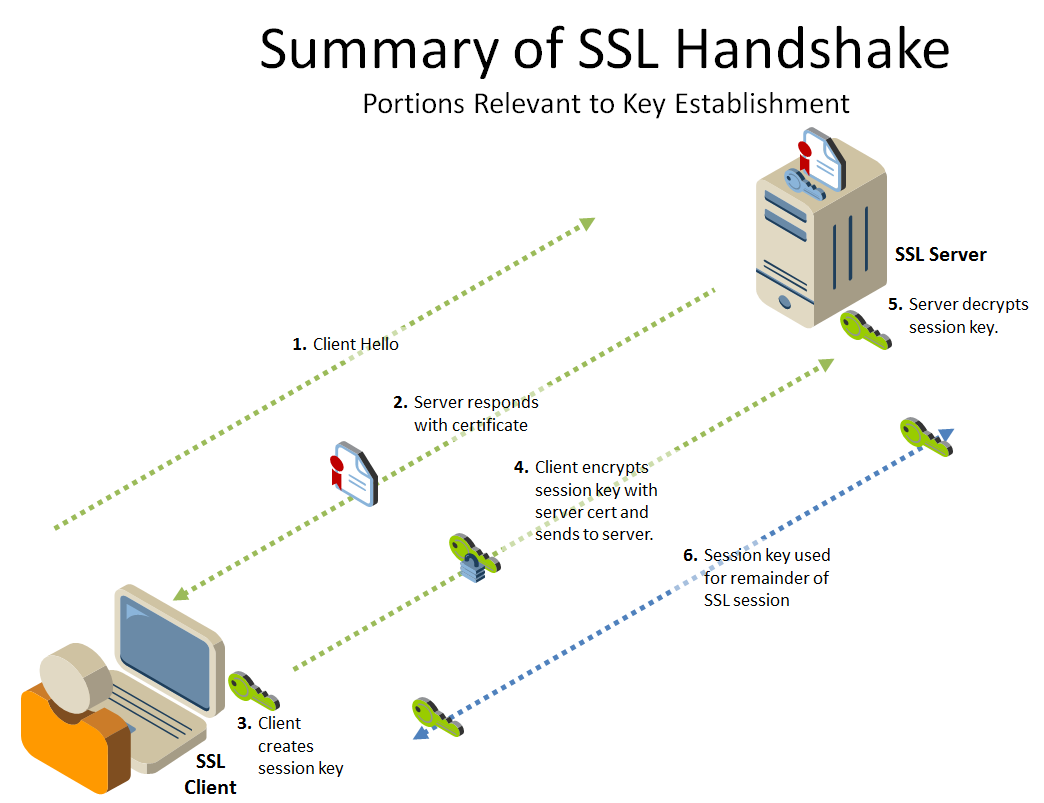 Summary of SSL Handshake
Portions Relevant to Key Establishment
SSL Server
5. Server decrypts
session key.
1. Client Hello
2. Server responds
with certificate
4. Client encrypts
session key with
server cert and
sends to server.
6. Session key used
for remainder of
SSL session
3. Client
creates
session key
SSL
Client